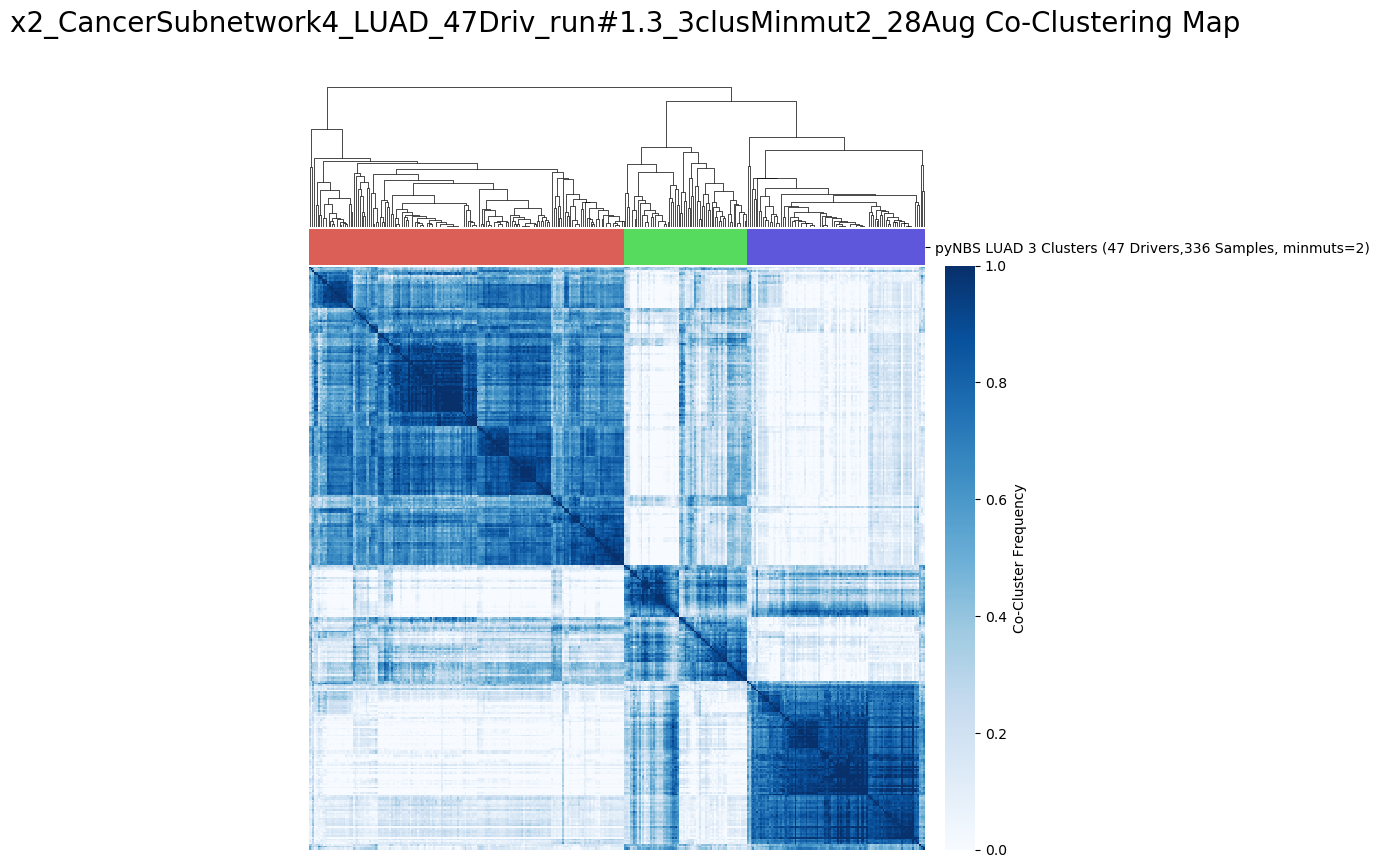 x2_CancerSubnetwork4_LUAD_47Driv_run#1.3_3clusMinmut2_28Aug Co-Clustering Map
pyNBS LUAD 3 Clusters (47 Drivers,336 Samples, minmuts=2)
1.0
0.8
0.6
0.4
0.2
0.0
Co-Cluster Frequency